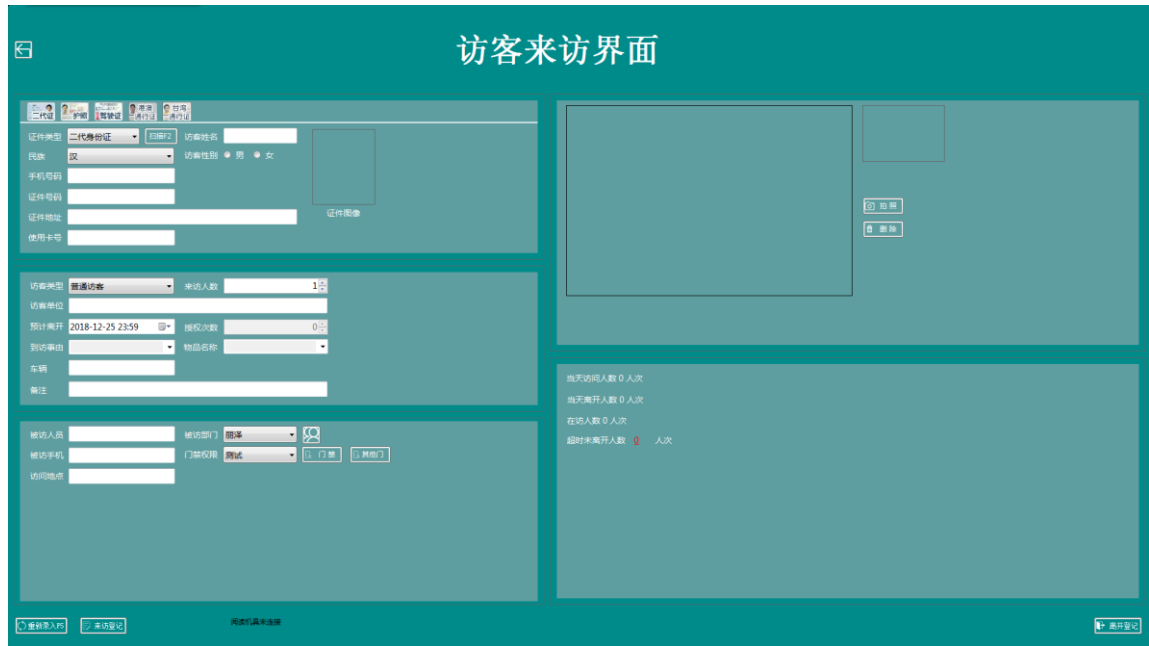 访客来访界面
二代证 护照 驾驶证 港澳通行证 台湾通行证
证件类型 二代身份证 扫描F2 访客姓名
民族 汉 访客性别 男 女
手机号码
证件号码
证件地址 证件图像
使用卡号
拍照
删除
访客类型 普通访客 来访人数 1
访客单位
预计离开 2018-12-25 23:59 授权次数 0
到访事由 物品名称
车辆
备注
当天访问人数 0 人次
当天离开人数 0 人次
在访人数 0 人次
超时未离开人数 0 人次
被访人员 被访部门 丽泽
被访手机 门禁权限 测试 门禁 其他门
访问地点
重新录入F5 来访登记 阅读机具未连接 离开登记